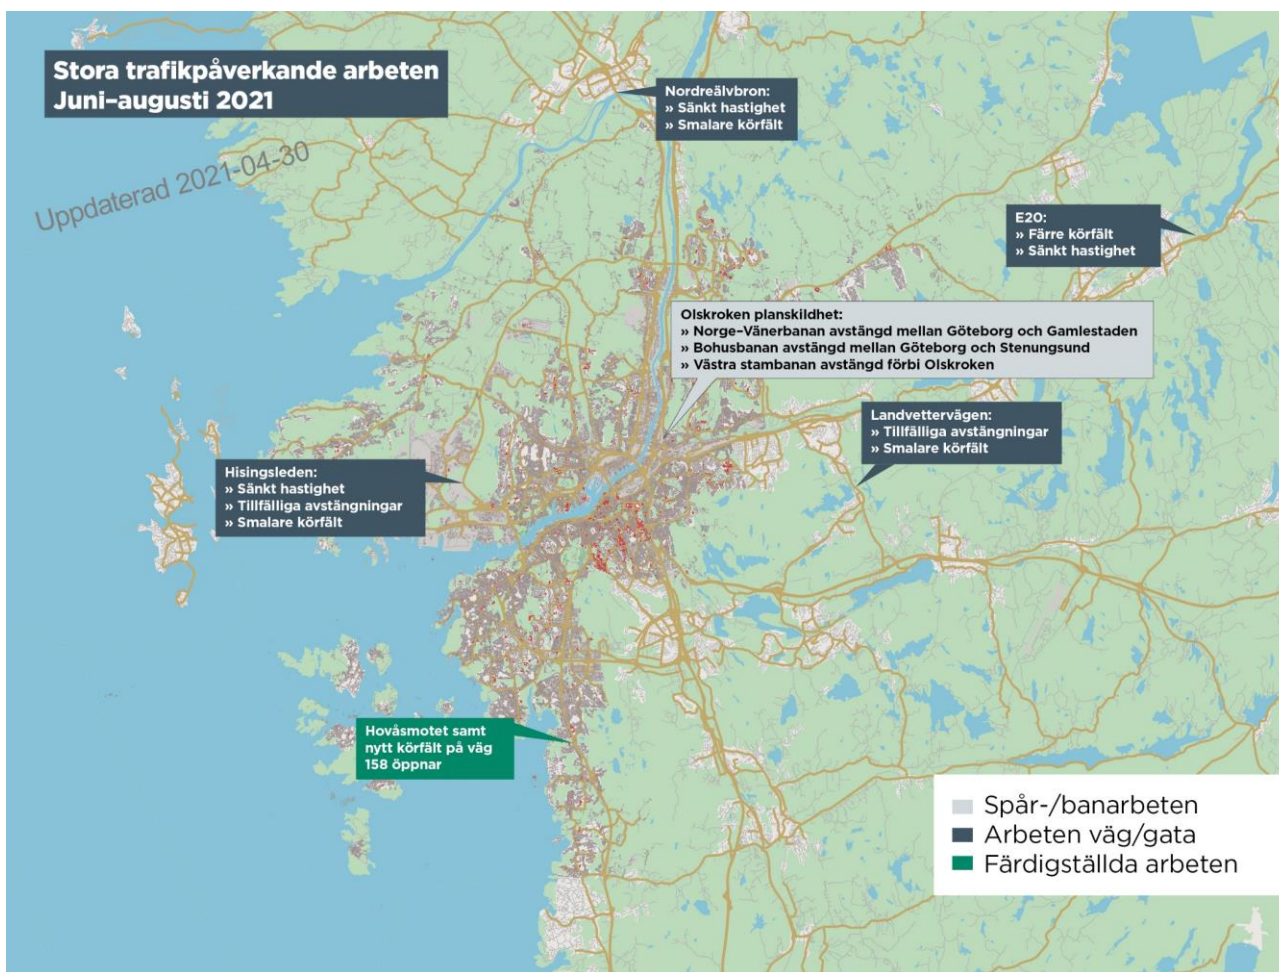 Stora trafikpåverkande arbeten
Juni–augusti 2021
Uppdaterad 2021-04-30
Nordreälvbron:
» Sänkt hastighet
» Smalare körfält
E20:
» Färre körfält
» Sänkt hastighet
Olskroken planskildhet:
» Norge–Vänerbanan avstängd mellan Göteborg och Gamlestaden
» Bohusbanan avstängd mellan Göteborg och Stenungsund
» Västra stambanan avstängd förbi Olskroken
Landvettervägen:
» Tillfälliga avstängningar
» Smalare körfält
Hisingsleden:
» Sänkt hastighet
» Tillfälliga avstängningar
» Smalare körfält
Hovåsmotet samt
nytt körfält på väg
158 öppnar
Spår-/banarbeten
Arbeten väg/gata
Färdigställda arbeten